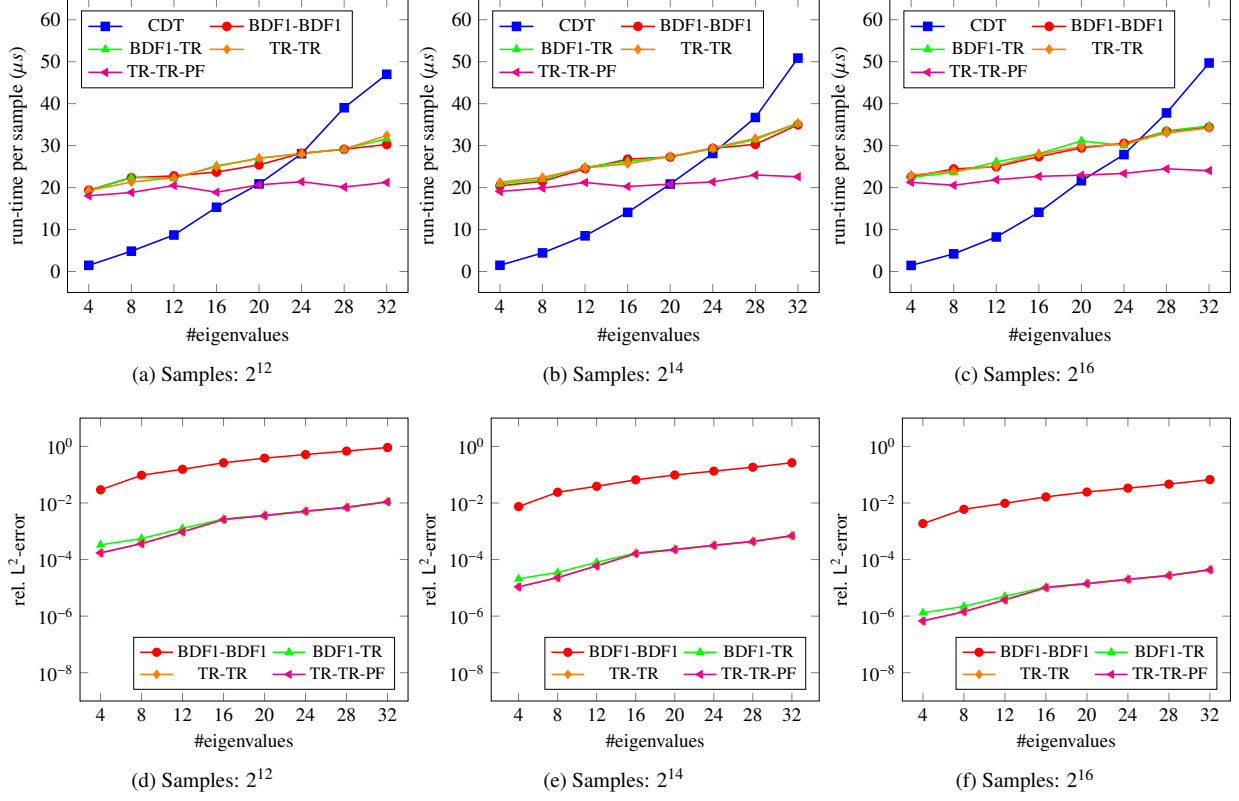 60
50
40
30
20
10
0
run-time per sample (μs)
CDT BDF1-BDF1
BDF1-TR TR-TR
TR-TR-PF
4 8 12 16 20 24 28 32
#eigenvalues
(a) Samples: 2^12
60
50
40
30
20
10
0
run-time per sample (μs)
CDT BDF1-BDF1
BDF1-TR TR-TR
TR-TR-PF
4 8 12 16 20 24 28 32
#eigenvalues
(b) Samples: 2^14
60
50
40
30
20
10
0
run-time per sample (μs)
CDT BDF1-BDF1
BDF1-TR TR-TR
TR-TR-PF
4 8 12 16 20 24 28 32
#eigenvalues
(c) Samples: 2^16
10^0
10^−2
10^−4
10^−6
10^−8
rel. L^2-error
BDF1-BDF1 BDF1-TR
TR-TR TR-TR-PF
4 8 12 16 20 24 28 32
#eigenvalues
(d) Samples: 2^12
10^0
10^−2
10^−4
10^−6
10^−8
rel. L^2-error
BDF1-BDF1 BDF1-TR
TR-TR TR-TR-PF
4 8 12 16 20 24 28 32
#eigenvalues
(e) Samples: 2^14
10^0
10^−2
10^−4
10^−6
10^−8
rel. L^2-error
BDF1-BDF1 BDF1-TR
TR-TR TR-TR-PF
4 8 12 16 20 24 28 32
#eigenvalues
(f) Samples: 2^16